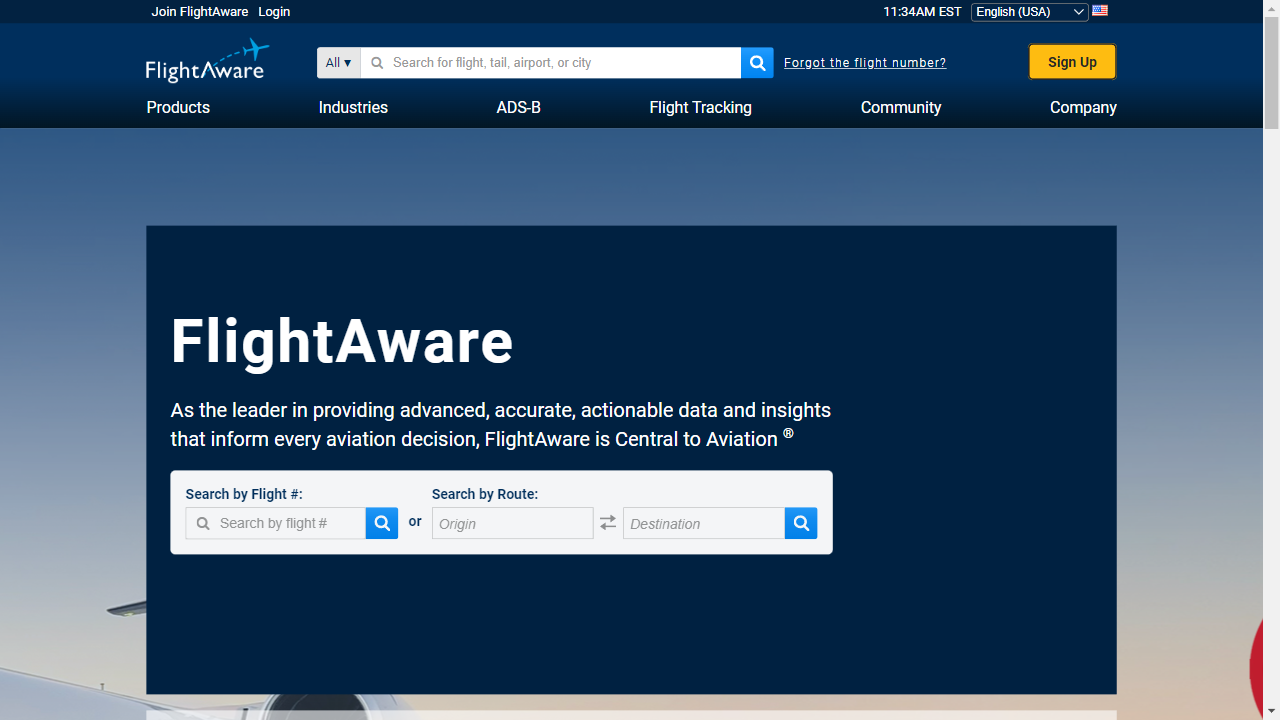 Join FlightAware Login 11:34AM EST English (USA)
FlightAware All ▾ Search for flight, tail, airport, or city Forgot the flight number? Sign Up
Products Industries ADS-B Flight Tracking Community Company
FlightAware
As the leader in providing advanced, accurate, actionable data and insights
that inform every aviation decision, FlightAware is Central to Aviation ®
Search by Flight #: Search by Route:
Search by flight # or Origin Destination